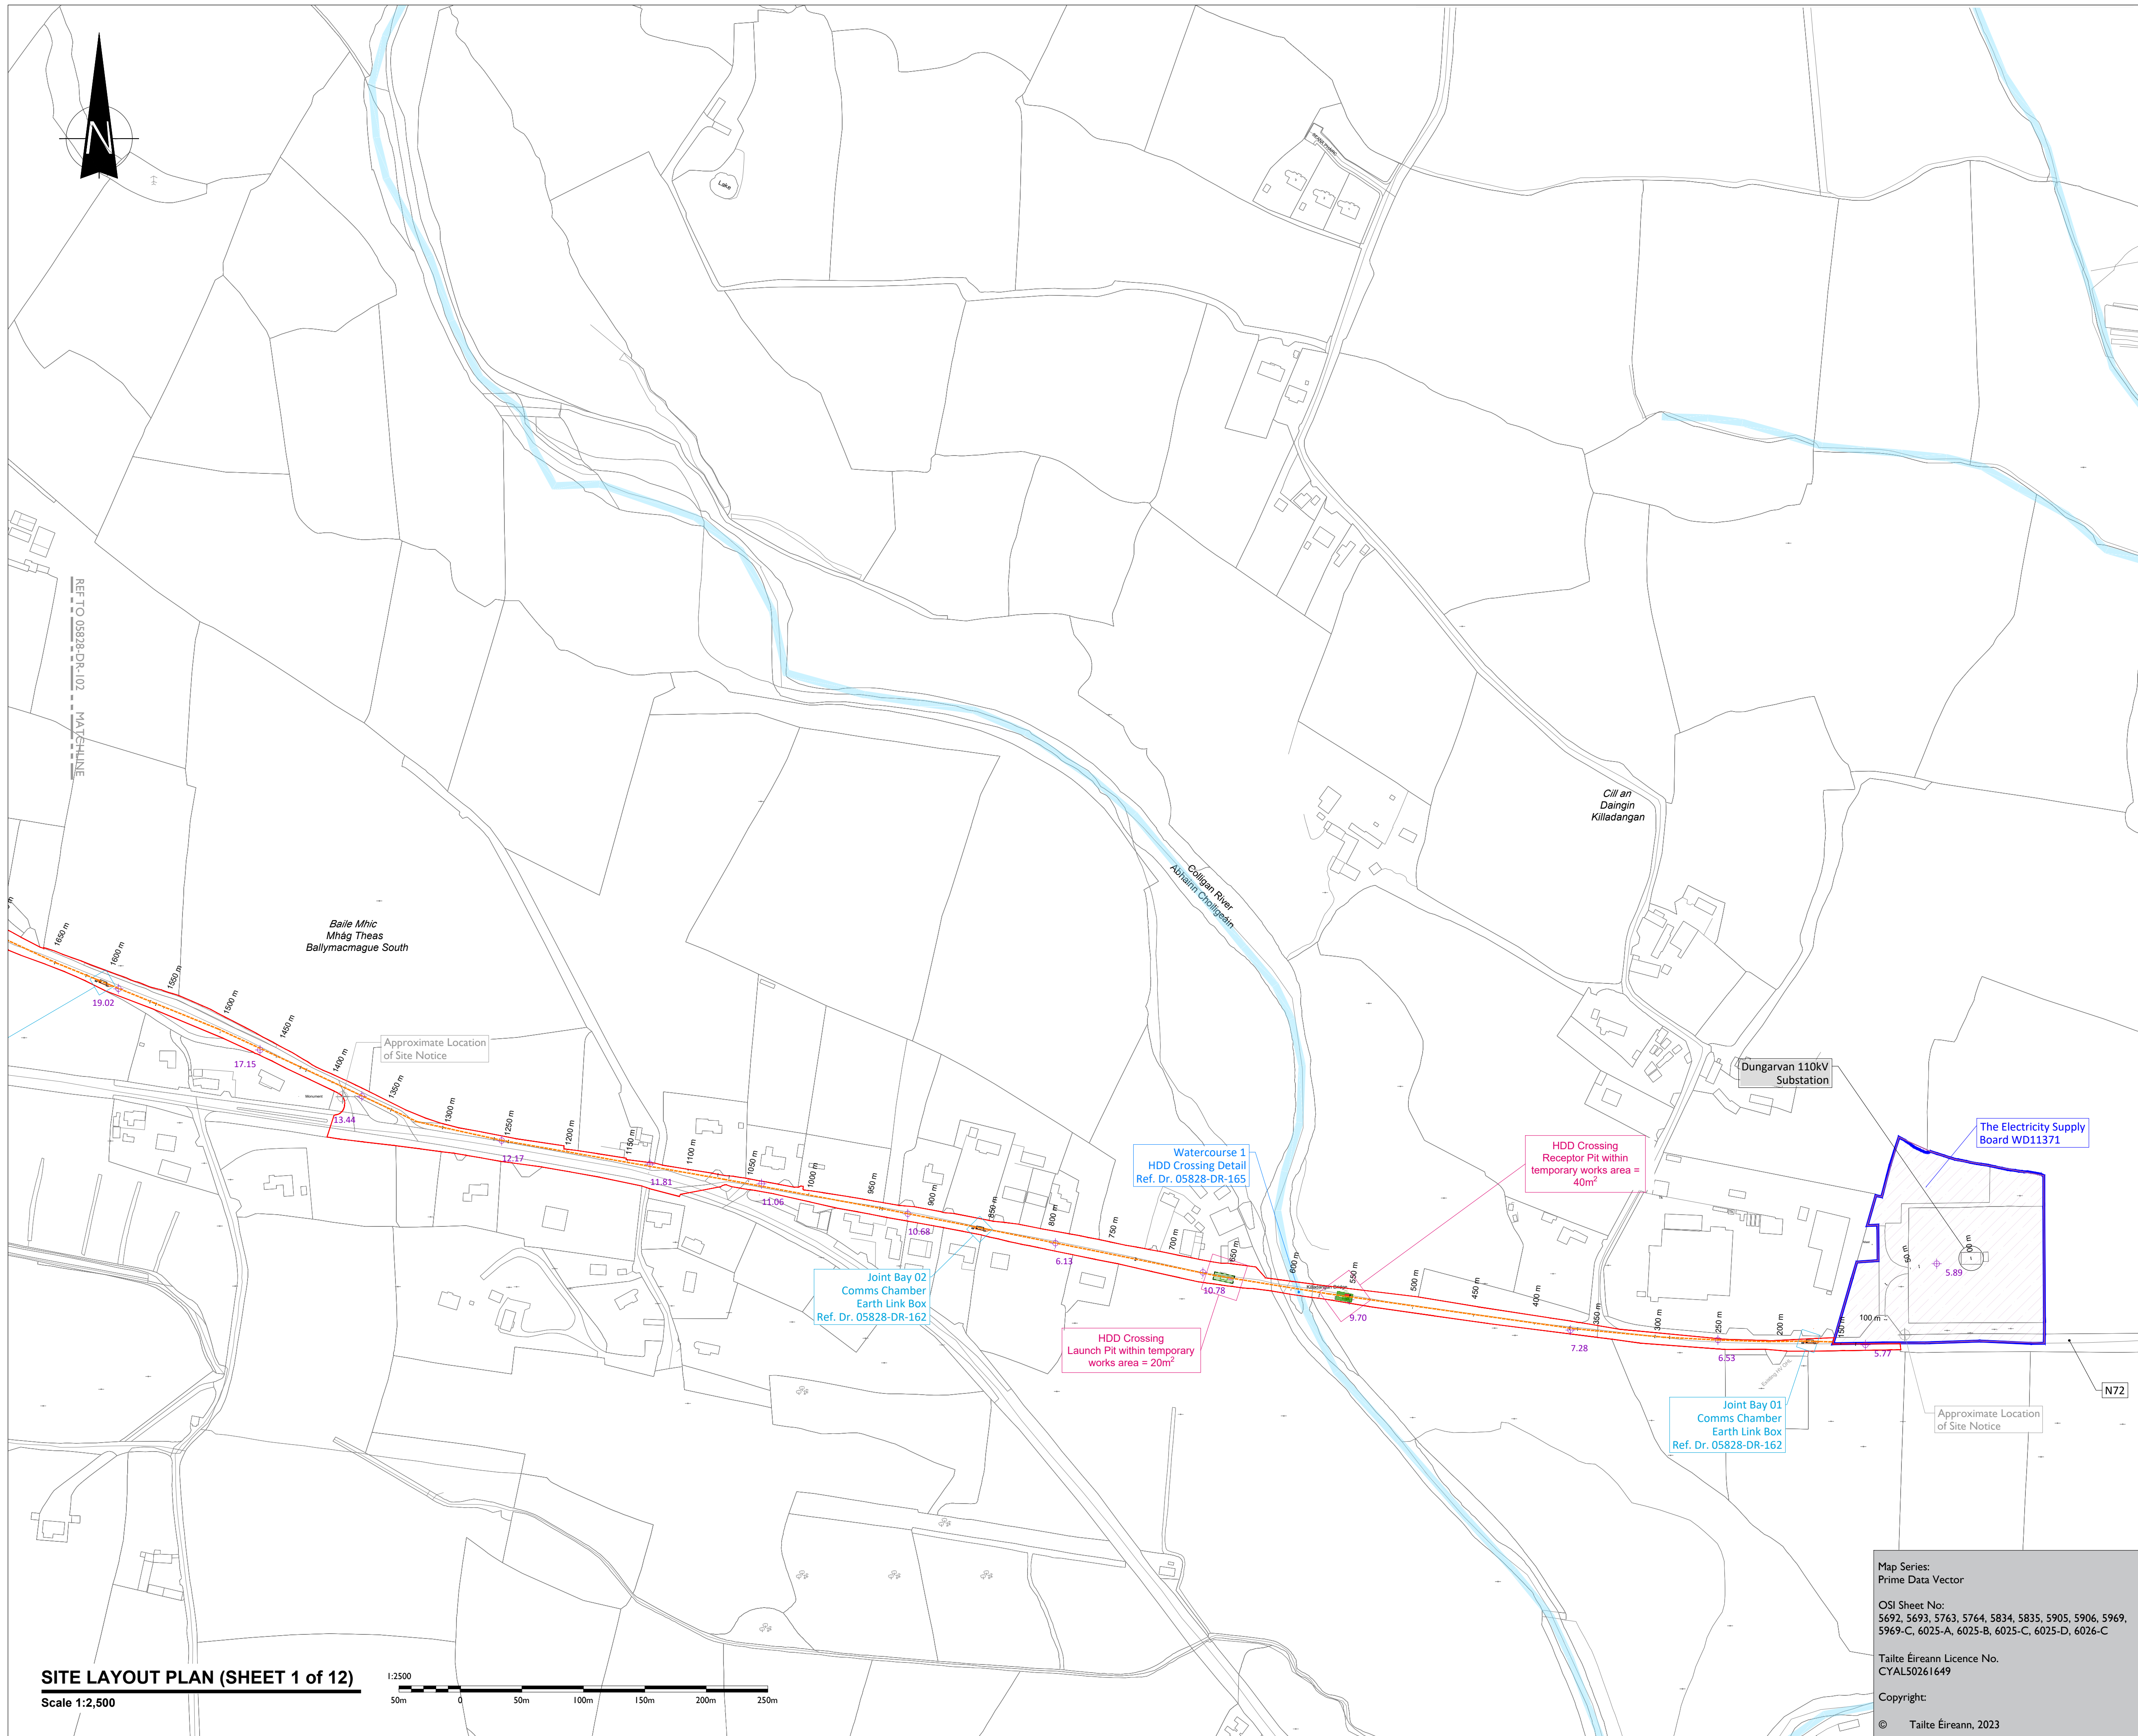 N
Lake
REF TO 05828-DR-102 MATCHLINE
Cill an
Daingin
Killadangan
Colligan River
Abhainn Choilligeáin
Baile Mhic
Mhág Theas
Ballymacmague South
1650 m
1600 m
1550 m
1500 m
1450 m
1400 m
1350 m
1300 m
1250 m
1200 m
1150 m
1100 m
1050 m
1000 m
950 m
900 m
850 m
800 m
750 m
700 m
650 m
600 m
550 m
500 m
450 m
400 m
350 m
300 m
250 m
200 m
150 m
100 m
50 m
00 m
19.02
17.15
13.44
12.17
11.81
11.06
10.68
6.13
10.78
9.70
7.28
6.53
5.77
5.89
Monument
Approximate Location
of Site Notice
Dungarvan 110kV
Substation
The Electricity Supply
Board WD11371
Watercourse 1
HDD Crossing Detail
Ref. Dr. 05828-DR-165
HDD Crossing
Receptor Pit within
temporary works area =
40m²
Joint Bay 02
Comms Chamber
Earth Link Box
Ref. Dr. 05828-DR-162
HDD Crossing
Launch Pit within temporary
works area = 20m²
Existing HV OHL
Joint Bay 01
Comms Chamber
Earth Link Box
Ref. Dr. 05828-DR-162
N72
Approximate Location
of Site Notice
SITE LAYOUT PLAN (SHEET 1 of 12)
Scale 1:2,500
1:2500
50m 0 50m 100m 150m 200m 250m
Map Series:
Prime Data Vector
OSI Sheet No:
5692, 5693, 5763, 5764, 5834, 5835, 5905, 5906, 5969,
5969-C, 6025-A, 6025-B, 6025-C, 6025-D, 6026-C
Tailte Éireann Licence No.
CYAL50261649
Copyright:
© Tailte Éireann, 2023